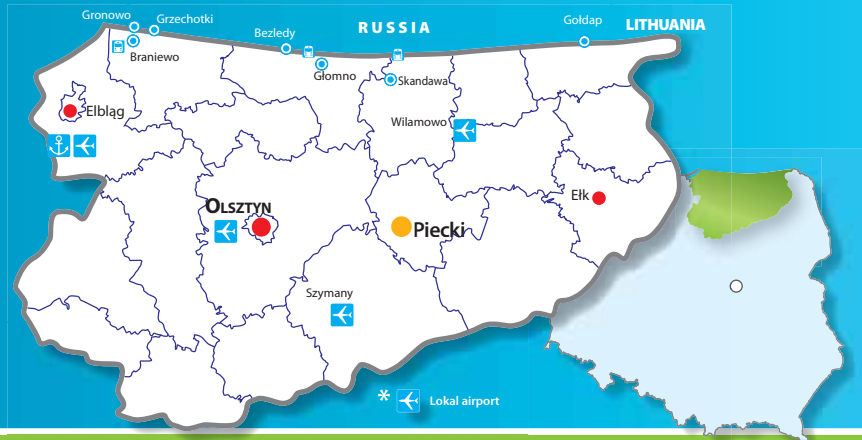 Gronowo
Grzechotki
Bezledy
RUSSIA
Gołdap
LITHUANIA
Braniewo
Głomno
Skandawa
Elbląg
Wilamowo
OLSZTYN
Ełk
Piecki
Szymany
* Lokal airport